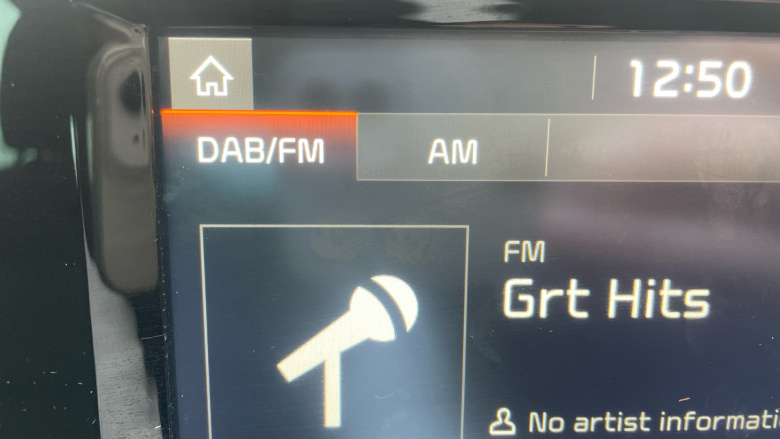 12:50
DAB/FM AM
FM
Grt Hits
No artist informati